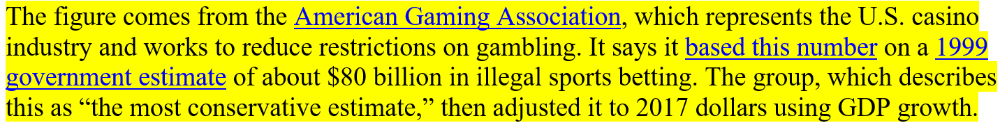 The figure comes from the American Gaming Association, which represents the U.S. casino
industry and works to reduce restrictions on gambling. It says it based this number on a 1999
government estimate of about $80 billion in illegal sports betting. The group, which describes
this as “the most conservative estimate,” then adjusted it to 2017 dollars using GDP growth.